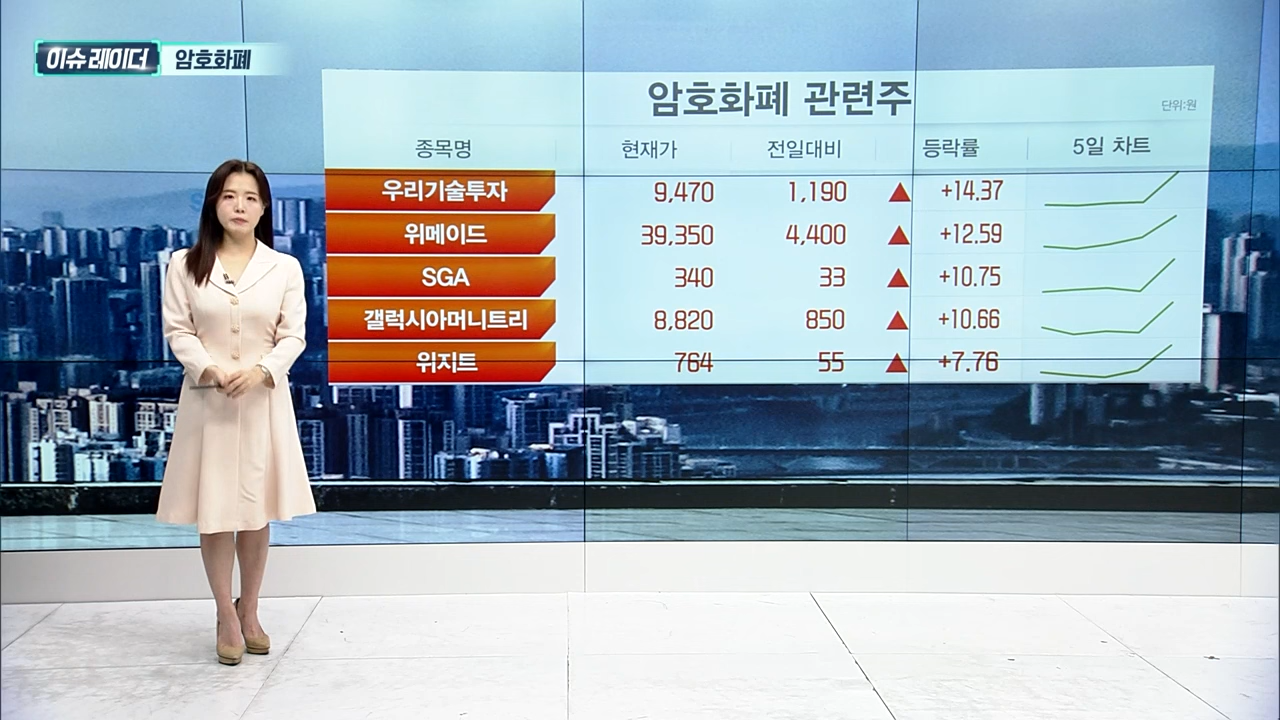 이슈레이더 암호화폐
암호화폐 관련주
단위:원
종목명 현재가 전일대비 등락률 5일 차트
우리기술투자 9,470 1,190 ▲ +14.37
위메이드 39,350 4,400 ▲ +12.59
SGA 340 33 ▲ +10.75
갤럭시아머니트리 8,820 850 ▲ +10.66
위지트 764 55 ▲ +7.76